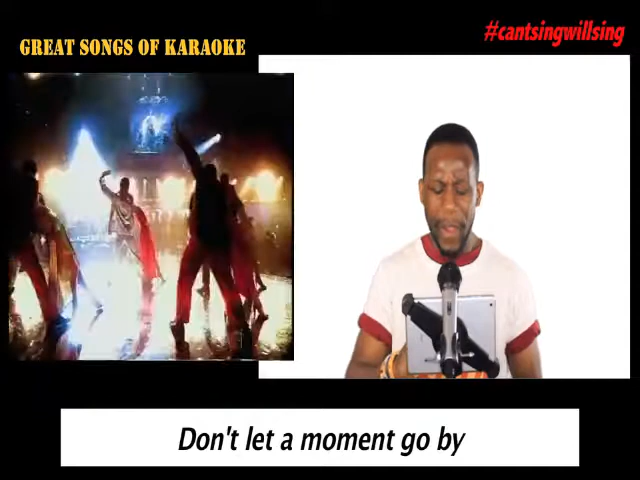 #cantsingwillsing
GREAT SONGS OF KARAOKE
Don't let a moment go by